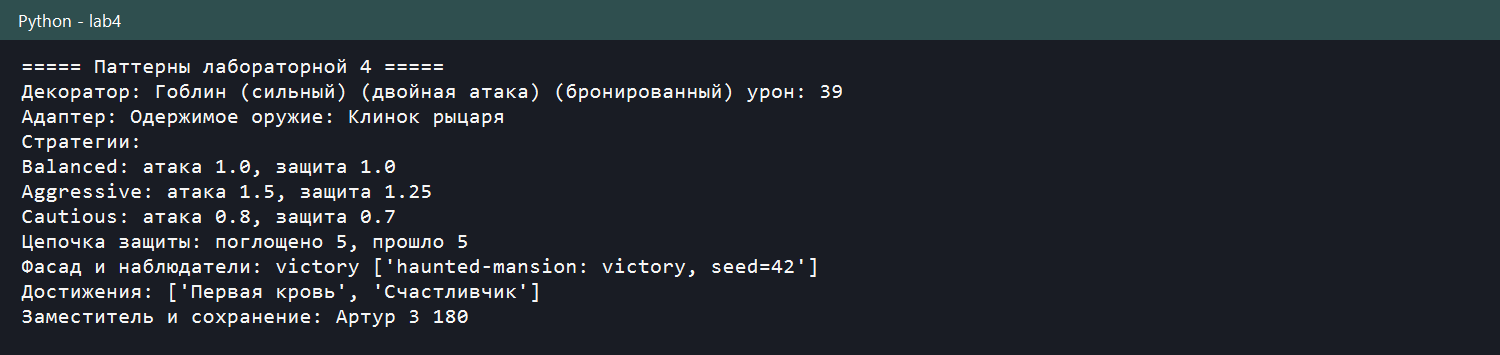 Python - lab4
===== Паттерны лабораторной 4 =====
Декоратор: Гоблин (сильный) (двойная атака) (бронированный) урон: 39
Адаптер: Одержимое оружие: Клинок рыцаря
Стратегии:
Balanced: атака 1.0, защита 1.0
Aggressive: атака 1.5, защита 1.25
Cautious: атака 0.8, защита 0.7
Цепочка защиты: поглощено 5, прошло 5
Фасад и наблюдатели: victory ['haunted-mansion: victory, seed=42']
Достижения: ['Первая кровь', 'Счастливчик']
Заместитель и сохранение: Артур 3 180